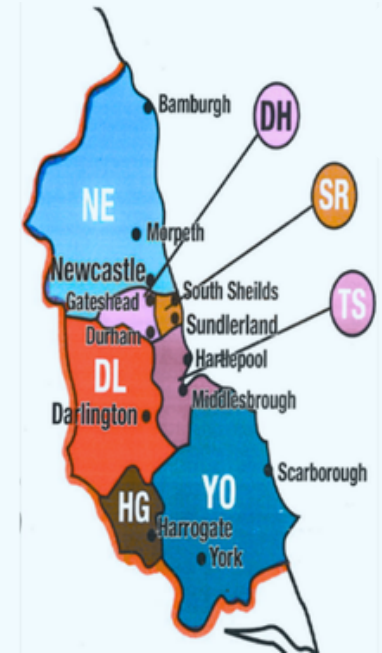 Bamburgh
DH
SR
NE
Morpeth
Newcastle
South Sheilds
Gateshead
TS
Sundlerland
Durham
Hartlepool
DL
Middlesbrough
Darlington
Scarborough
YO
HG
Harrogate
York